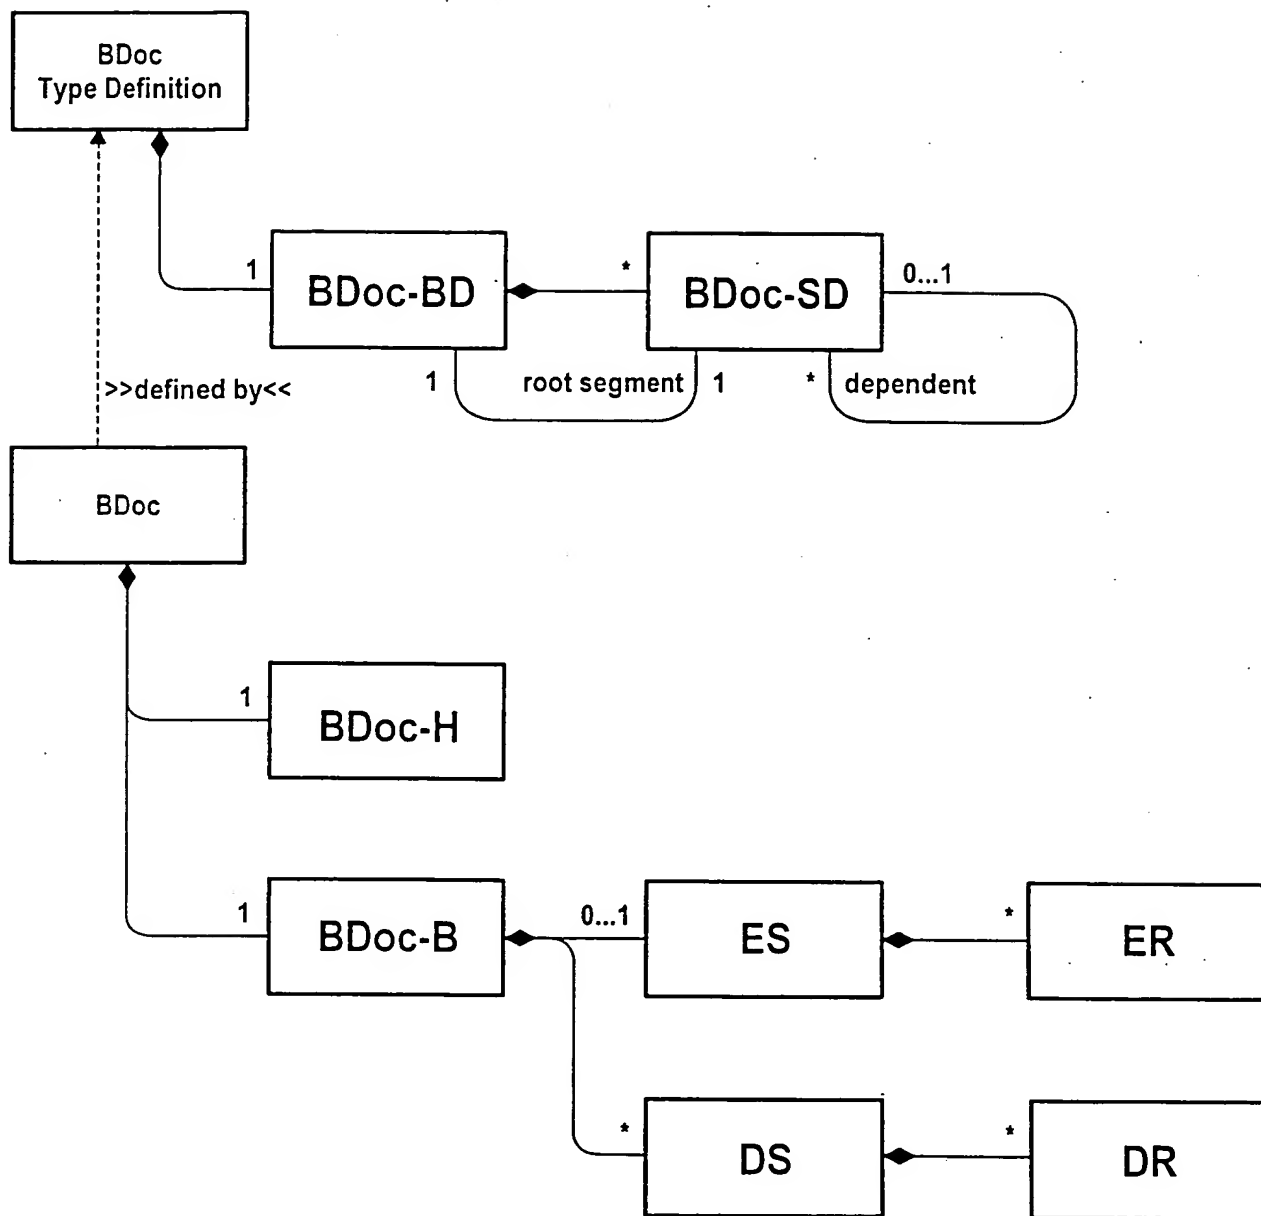 BDoc
Type Definition
1
BDoc-BD
*
BDoc-SD
0...1
>>defined by<<
1
root segment
1
*
dependent
BDoc
1
BDoc-H
1
BDoc-B
0...1
ES
*
ER
*
DS
*
DR